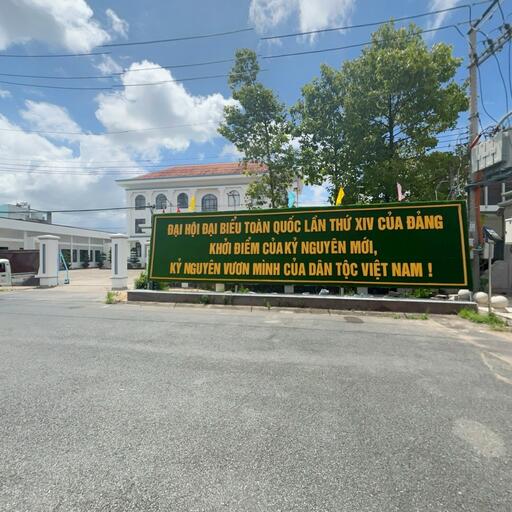 ĐẠI HỘI ĐẠI BIỂU TOÀN QUỐC LẦN THỨ XIV CỦA ĐẢNG
KHỞI ĐIỂM CỦA KỶ NGUYÊN MỚI,
KỶ NGUYÊN VƯƠN MÌNH CỦA DÂN TỘC VIỆT NAM !